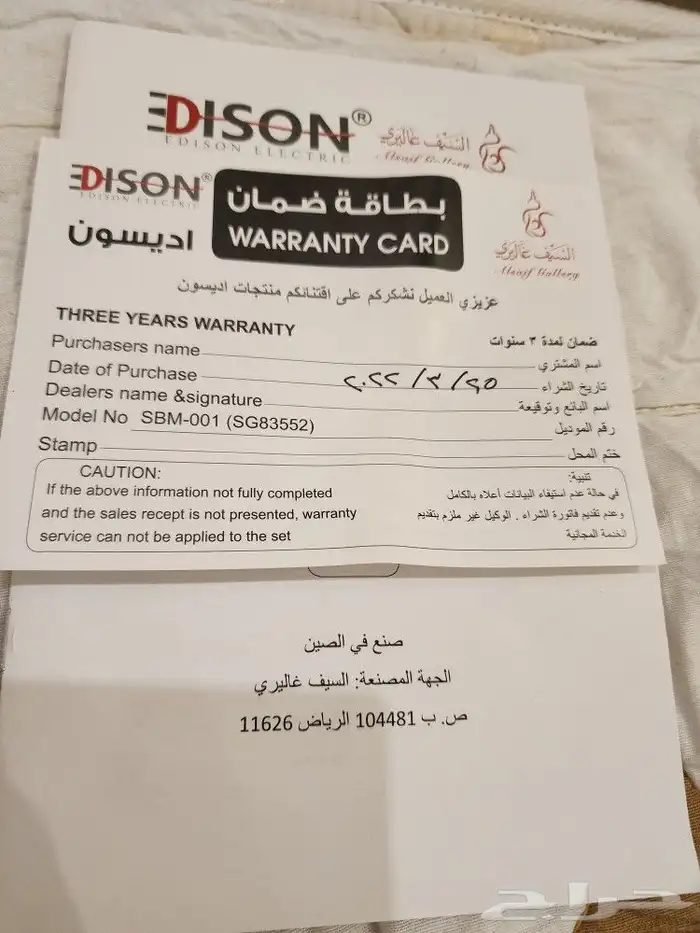 EDISON®
EDISON ELECTRIC
السيف غاليري
Alsaif Gallery
EDISON®
EDISON ELECTRIC
اديسون
بطاقة ضمان
WARRANTY CARD
السيف غاليري
Alsaif Gallery
عزيزي العميل نشكركم على اقتنائكم منتجات اديسون
THREE YEARS WARRANTY ضمان لمدة ٣ سنوات
Purchasers name اسم المشتري
Date of Purchase ٢٠٢٢/٣/٢٥ تاريخ الشراء
Dealers name &signature اسم البائع وتوقيعة
Model No SBM-001 (SG83552) رقم الموديل
Stamp ختم المحل
CAUTION:
If the above information not fully completed
and the sales recept is not presented, warranty
service can not be applied to the set
تنبية:
في حالة عدم استيفاء البيانات أعلاه بالكامل
وعدم تقديم فاتورة الشراء . الوكيل غير ملزم بتقديم
الخدمة المجانية
صنع في الصين
الجهة المصنعة: السيف غاليري
ص. ب 104481 الرياض 11626
حراج